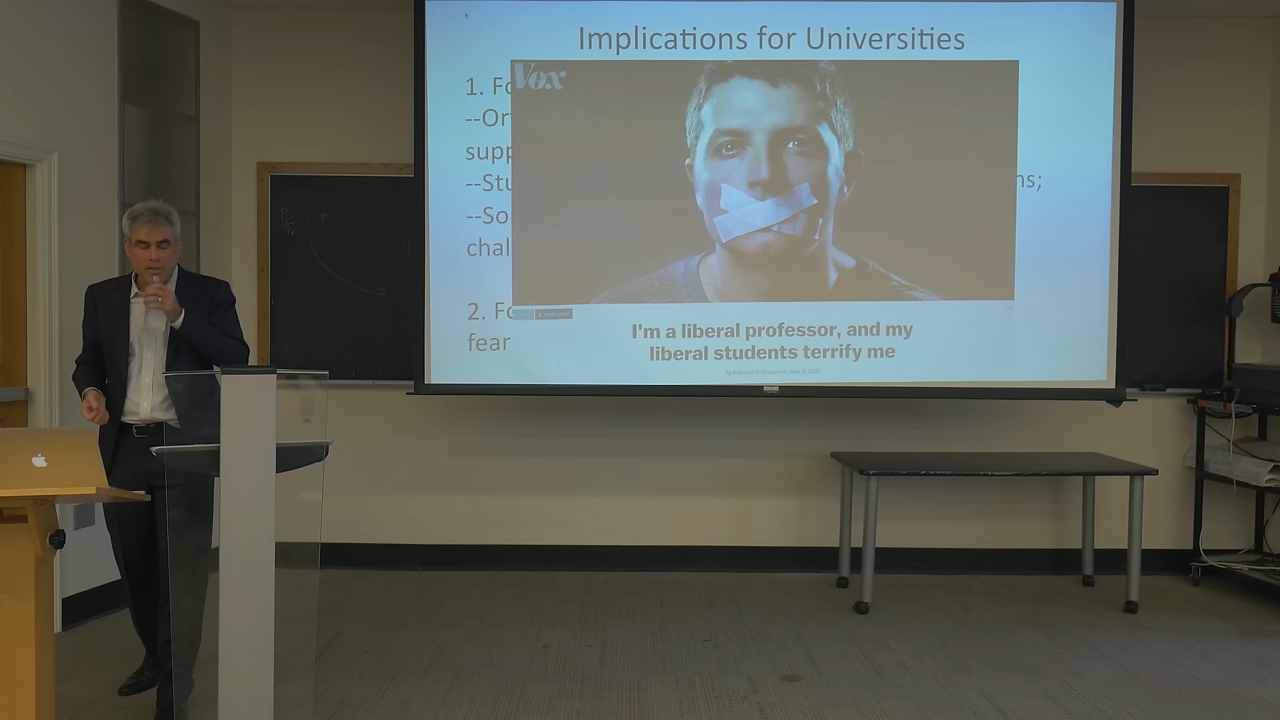 Implications for Universities
Vox
1. Fo
--Or
supp
--Stu
ns;
--So
chal
2. Fo
fear
I'm a liberal professor, and my
liberal students terrify me